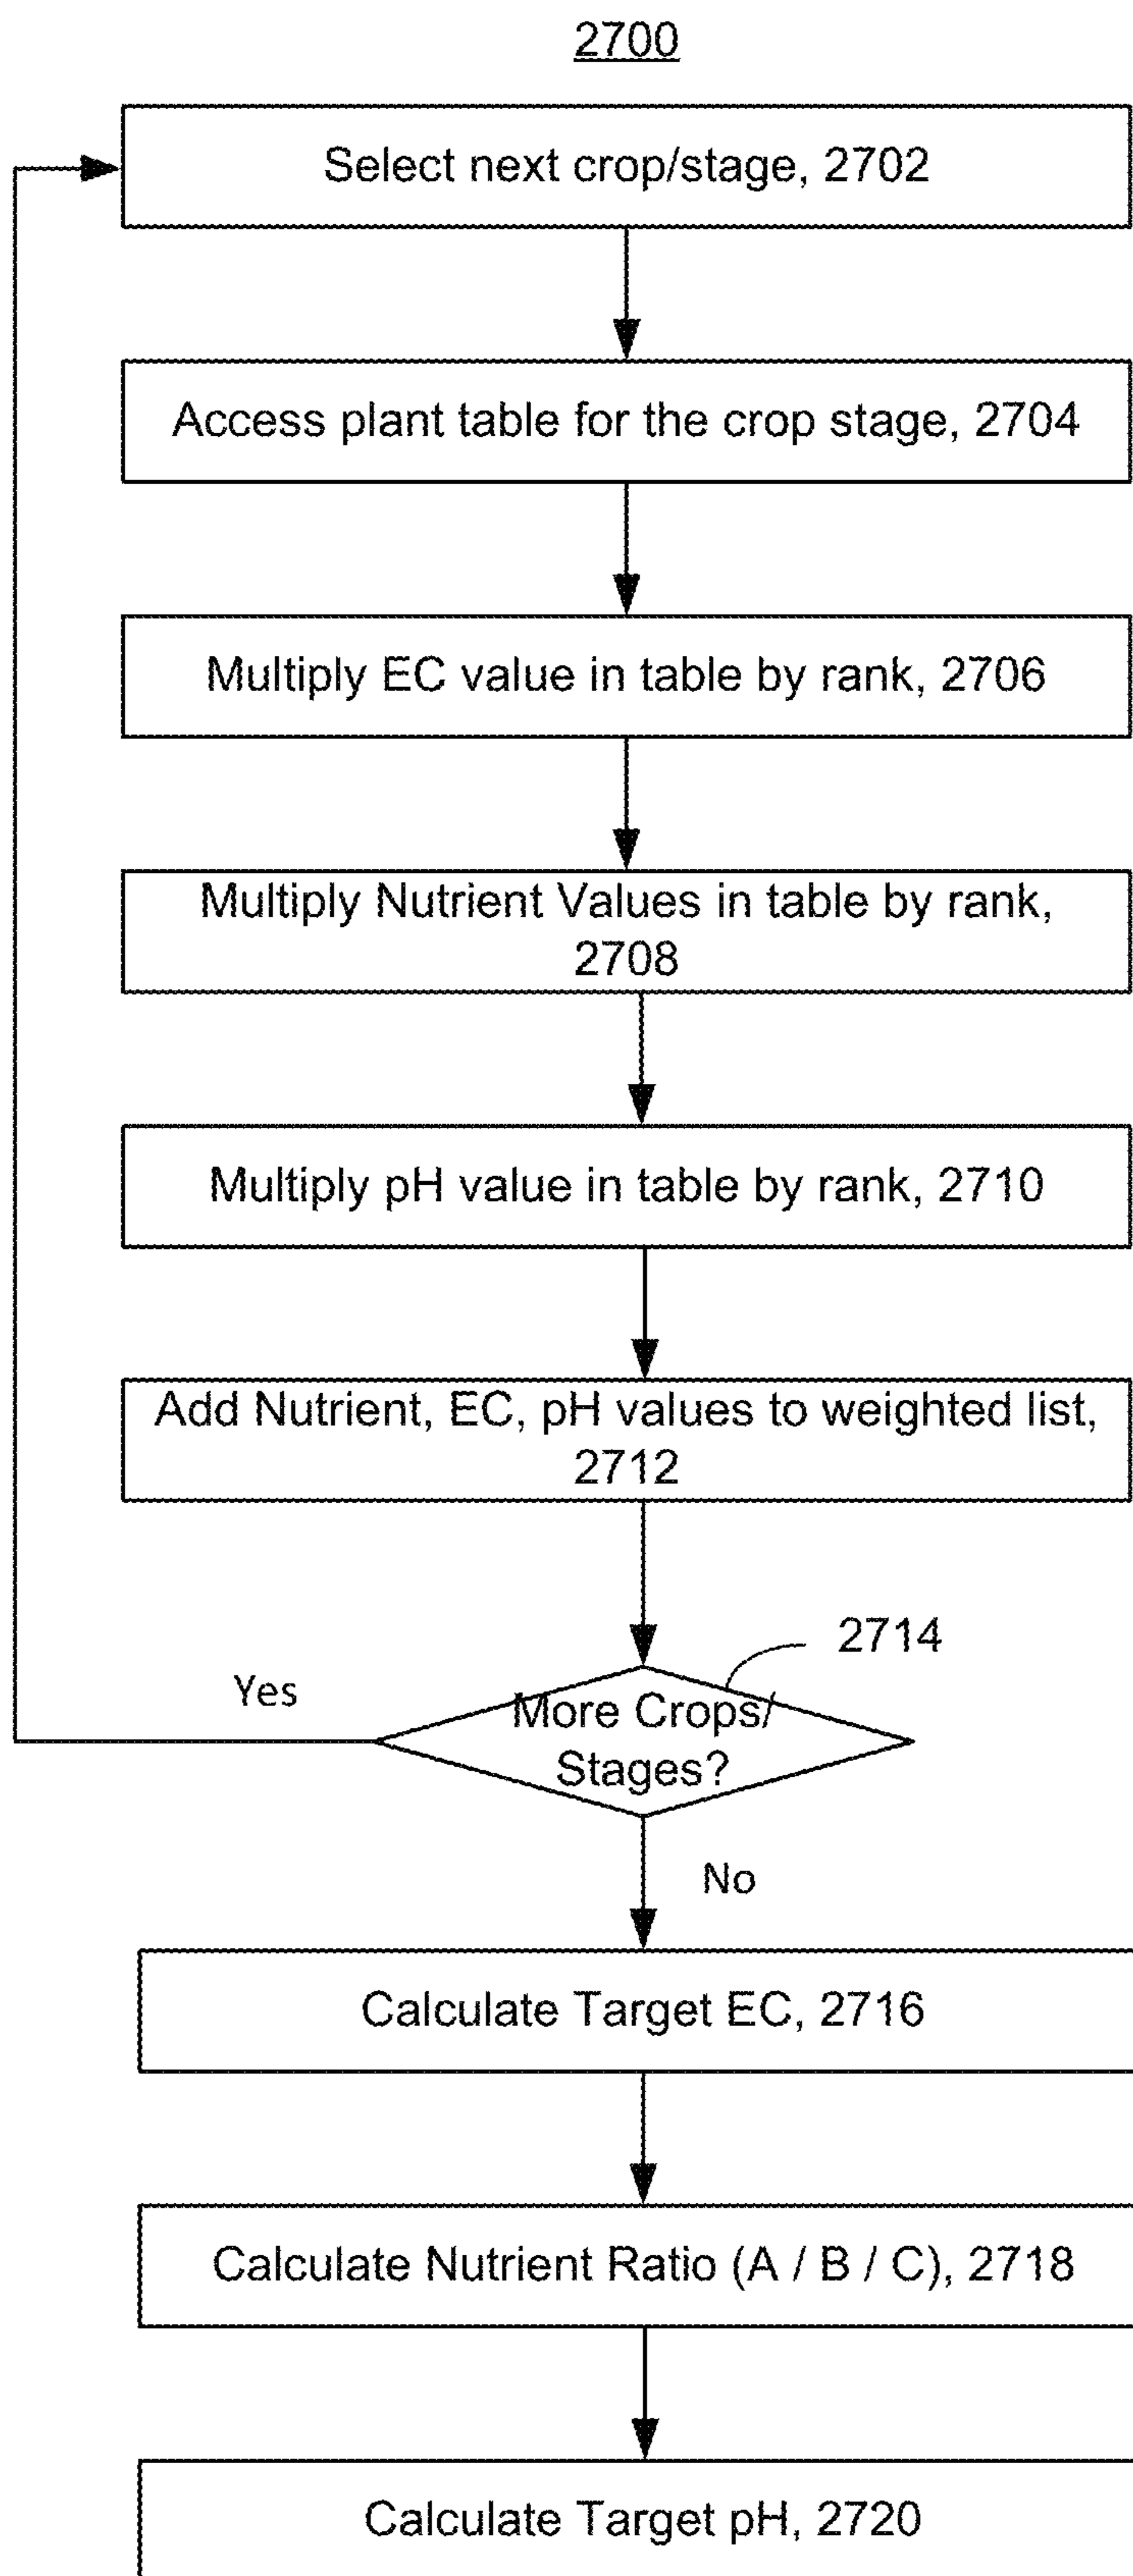 2700
Select next crop/stage, 2702
Access plant table for the crop stage, 2704
Multiply EC value in table by rank, 2706
Multiply Nutrient Values in table by rank,
2708
Multiply pH value in table by rank, 2710
Add Nutrient, EC, pH values to weighted list,
2712
2714
Yes
More Crops/
Stages?
No
Calculate Target EC, 2716
Calculate Nutrient Ratio (A / B / C), 2718
Calculate Target pH, 2720